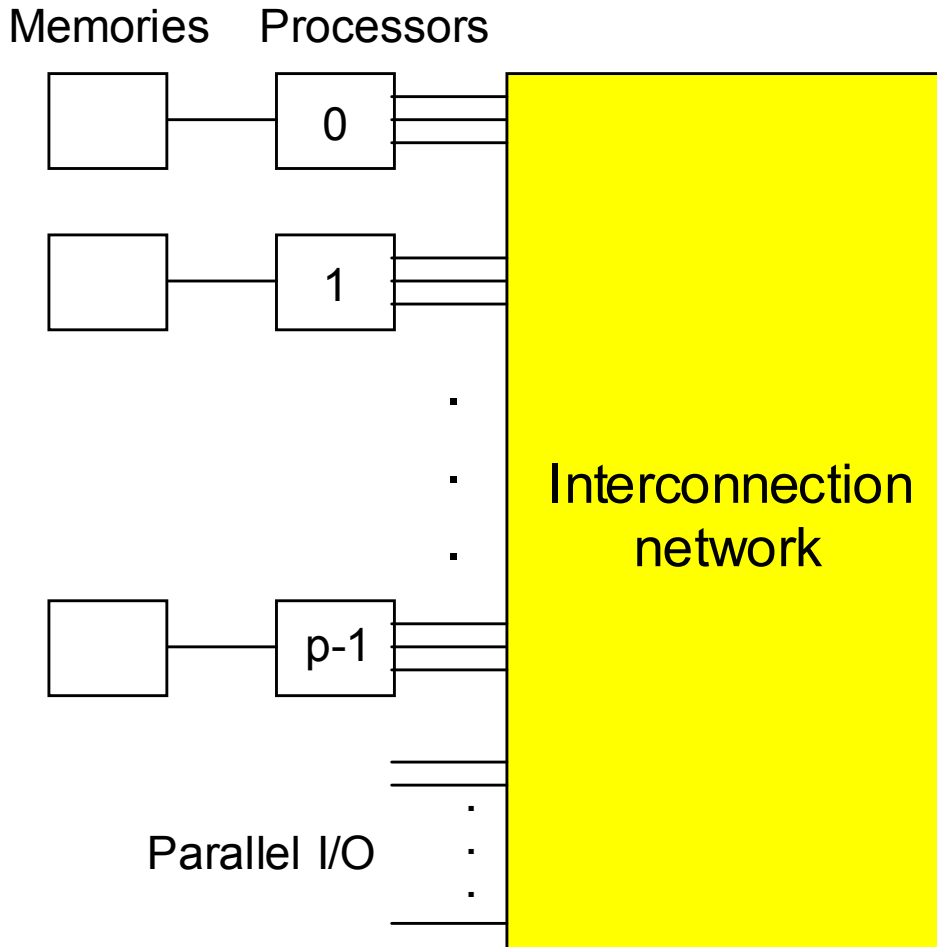 Memories Processors
0
1
Interconnection
network
p-1
Parallel I/O